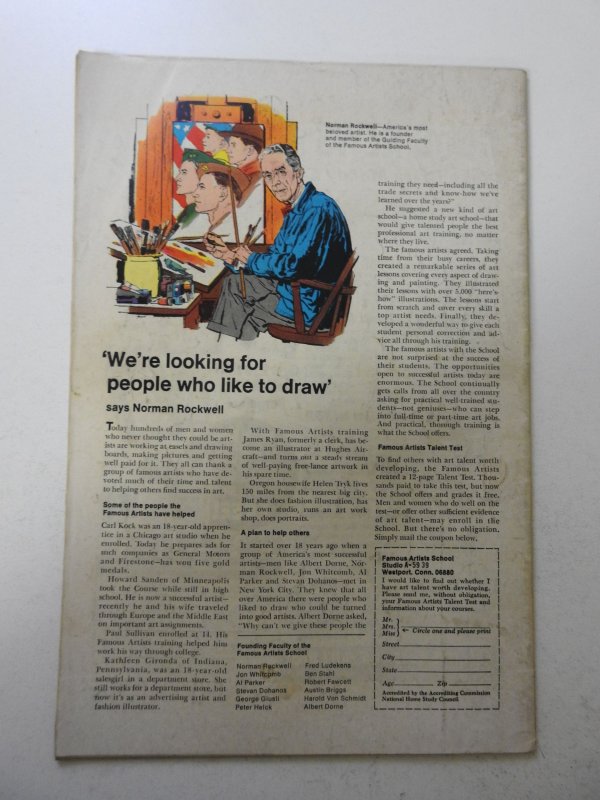 Norman Rockwell—America's most
beloved artist. He is a founder
and member of the Guiding Faculty
of the Famous Artists School.
'We're looking for
people who like to draw'
says Norman Rockwell
Today hundreds of men and women
who never thought they could be art-
ists are working at easels and drawing
boards, making pictures and getting
well paid for it. They all can thank a
group of famous artists who have de-
voted much of their time and talent
to helping others find success in art.
Some of the people the
Famous Artists have helped
Carl Kock was an 18-year-old appren-
tice in a Chicago art studio when he
enrolled. Today he prepares ads for
such companies as General Motors
and Firestone—has won five gold
medals.
Howard Sanden of Minneapolis
took the Course while still in high
school. He is now a successful artist—
recently he and his wife traveled
through Europe and the Middle East
on important art assignments.
Paul Sullivan enrolled at 14. His
Famous Artists training helped him
work his way through college.
Kathleen Gironda of Indiana,
Pennsylvania, was an 18-year-old
salesgirl in a department store. She
still works for a department store, but
now it's as an advertising artist and
fashion illustrator.
With Famous Artists training
James Ryan, formerly a clerk, has be-
come an illustrator at Hughes Air-
craft—and turns out a steady stream
of well-paying free-lance artwork in
his spare time.
Oregon housewife Helen Tryk lives
150 miles from the nearest big city.
But she does fashion illustration, has
her own studio, runs an art work
shop, does portraits.
A plan to help others
It started over 18 years ago when a
group of America's most successful
artists—men like Albert Dorne, Nor-
man Rockwell, Jon Whitcomb, Al
Parker and Stevan Dohanos—met in
New York City. They knew that all
over America there were people who
liked to draw who could be turned
into good artists. Albert Dorne asked,
"Why can't we give these people the
Founding Faculty of the
Famous Artists School
Norman Rockwell
Jon Whitcomb
Al Parker
Stevan Dohanos
George Giusti
Peter Helck
Fred Ludekens
Ben Stahl
Robert Fawcett
Austin Briggs
Harold Von Schmidt
Albert Dorne
training they need—including all the
trade secrets and know-how we've
learned over the years?"
He suggested a new kind of art
school—a home study art school—that
would give talented people the best
professional art training, no matter
where they live.
The famous artists agreed. Taking
time from their busy careers, they
created a remarkable series of art
lessons covering every aspect of draw-
ing and painting. They illustrated
their lessons with over 5,000 "here's
how" illustrations. The lessons start
from scratch and cover every skill a
top artist needs. Finally, they de-
veloped a wonderful way to give each
student personal correction and ad-
vice all through his training.
The famous artists with the School
are not surprised at the success of
their students. The opportunities
open to successful artists today are
enormous. The School continually
gets calls from all over the country
asking for practical well-trained stu-
dents—not geniuses—who can step
into full-time or part-time art jobs.
And practical, thorough training is
what the School offers.
Famous Artists Talent Test
To find others with art talent worth
developing, the Famous Artists
created a 12-page Talent Test. Thou-
sands paid to take this test, but now
the School offers and grades it free.
Men and women who do well on the
test—or offer other sufficient evidence
of art talent—may enroll in the
School. But there's no obligation.
Simply mail the coupon below.
Famous Artists School
Studio A-5939
Westport, Conn. 06880
I would like to find out whether I
have art talent worth developing.
Please send me, without obligation,
your Famous Artists Talent Test and
information about your courses.
Mr.
Mrs.
Miss
Circle one and please print
Street
City
State
Age Zip
Accredited by the Accrediting Commission
National Home Study Council